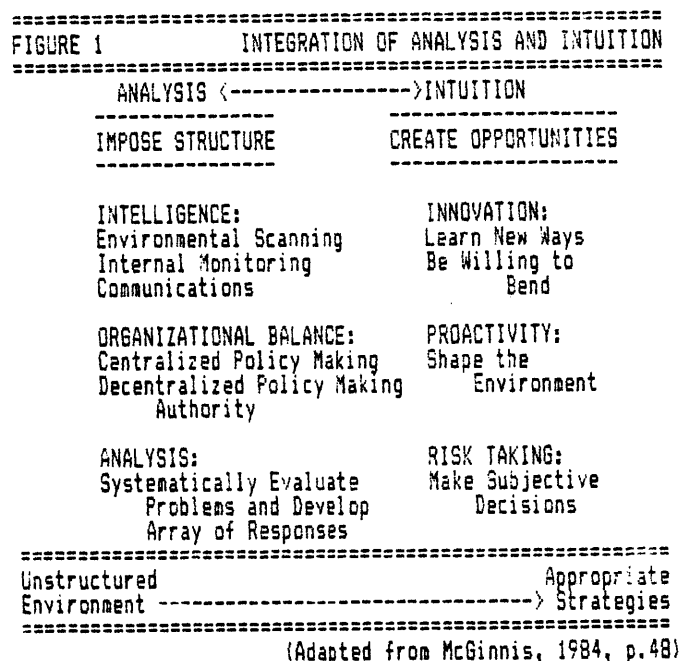 FIGURE 1 INTEGRATION OF ANALYSIS AND INTUITION
ANALYSIS <----------------->INTUITION
IMPOSE STRUCTURE CREATE OPPORTUNITIES
INTELLIGENCE: INNOVATION:
Environmental Scanning Learn New Ways
Internal Monitoring Be Willing to
Communications Bend
ORGANIZATIONAL BALANCE: PROACTIVITY:
Centralized Policy Making Shape the
Decentralized Policy Making Environment
Authority
ANALYSIS: RISK TAKING:
Systematically Evaluate Make Subjective
Problems and Develop Decisions
Array of Responses
Unstructured Appropriate
Environment ----------------------------------> Strategies
(Adapted from McGinnis, 1984, p.48)